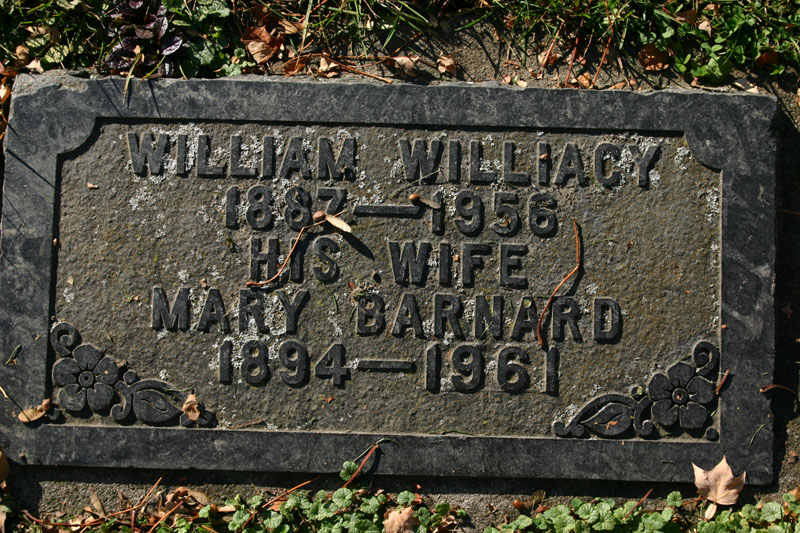 WILLIAM WILLIACY
1887—1956
HIS WIFE
MARY BARNARD
1894—1961